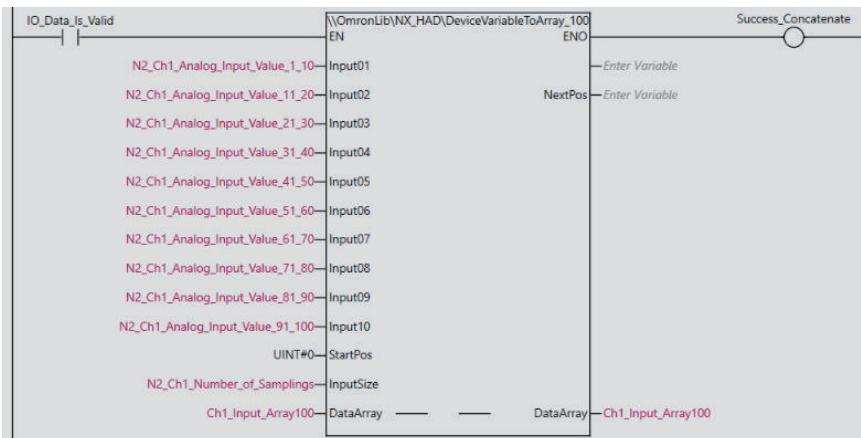 IO_Data_Is_Valid \\OmronLib\NX_HAD\DeviceVariableToArray_100 Success_Concatenate
EN ENO
N2_Ch1_Analog_Input_Value_1_10 Input01 Enter Variable
N2_Ch1_Analog_Input_Value_11_20 Input02 NextPos Enter Variable
N2_Ch1_Analog_Input_Value_21_30 Input03
N2_Ch1_Analog_Input_Value_31_40 Input04
N2_Ch1_Analog_Input_Value_41_50 Input05
N2_Ch1_Analog_Input_Value_51_60 Input06
N2_Ch1_Analog_Input_Value_61_70 Input07
N2_Ch1_Analog_Input_Value_71_80 Input08
N2_Ch1_Analog_Input_Value_81_90 Input09
N2_Ch1_Analog_Input_Value_91_100 Input10
UINT#0 StartPos
N2_Ch1_Number_of_Samplings InputSize
Ch1_Input_Array100 DataArray DataArray Ch1_Input_Array100